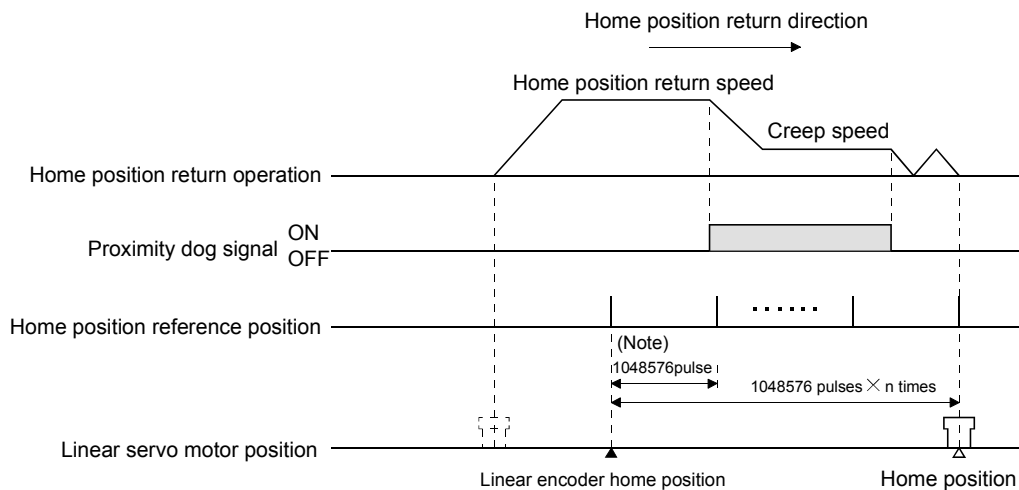 Home position return direction
Home position return speed
Creep speed
Home position return operation
Proximity dog signal
ON
OFF
Home position reference position
(Note)
1048576pulse
1048576 pulses × n times
Linear servo motor position
Linear encoder home position
Home position